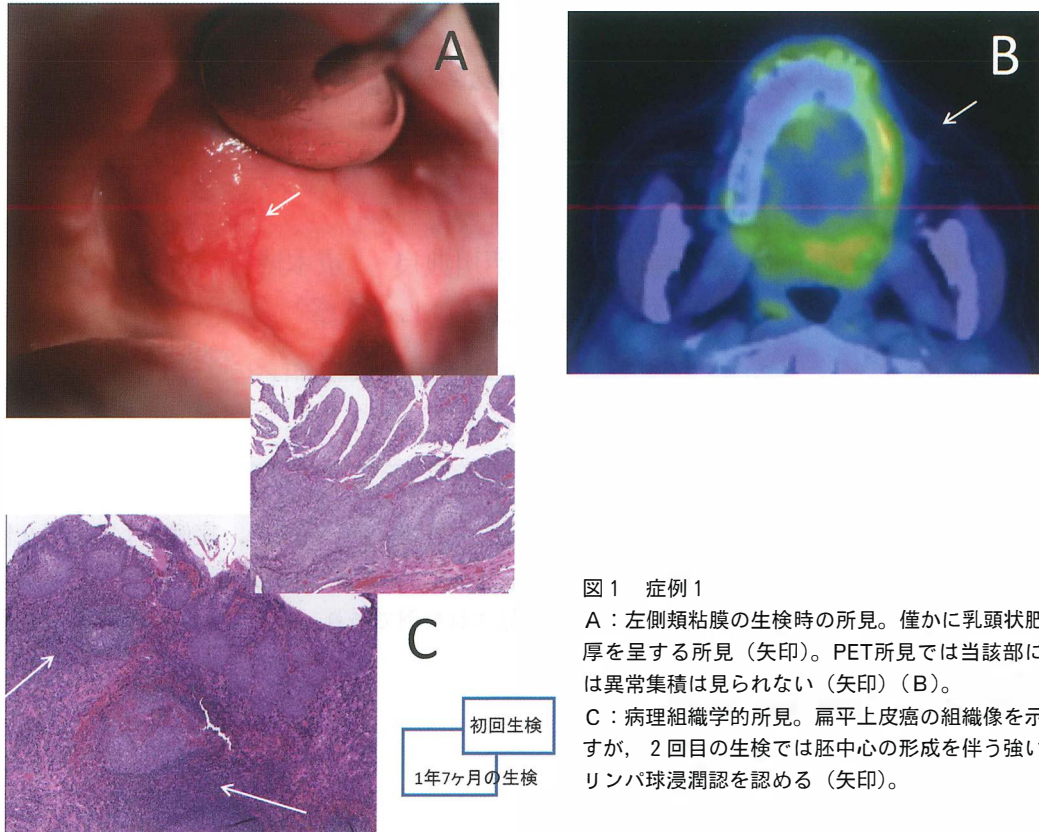 A
B
C
初回生検
1年7ヶ月の生検
図1 症例1
A:左側頬粘膜の生検時の所見。僅かに乳頭状肥
厚を呈する所見(矢印)。PET所見では当該部に
は異常集積は見られない(矢印)(B)。
C:病理組織学的所見。扁平上皮癌の組織像を示
すが,2回目の生検では胚中心の形成を伴う強い
リンパ球浸潤認を認める(矢印)。